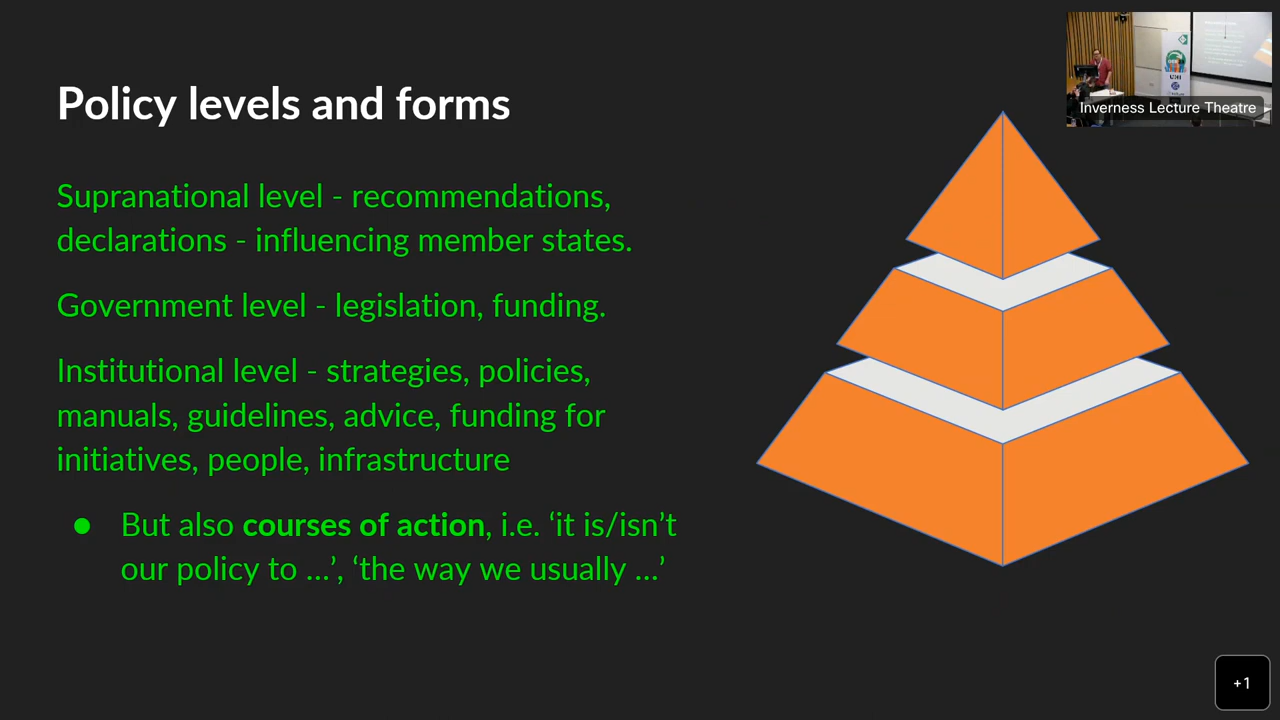 Policy levels and forms
Inverness Lecture Theatre
Supranational level - recommendations,
declarations - influencing member states.
Government level - legislation, funding.
Institutional level - strategies, policies,
manuals, guidelines, advice, funding for
initiatives, people, infrastructure
● But also courses of action, i.e. ‘it is/isn’t
our policy to ...’, ‘the way we usually ...’
+1